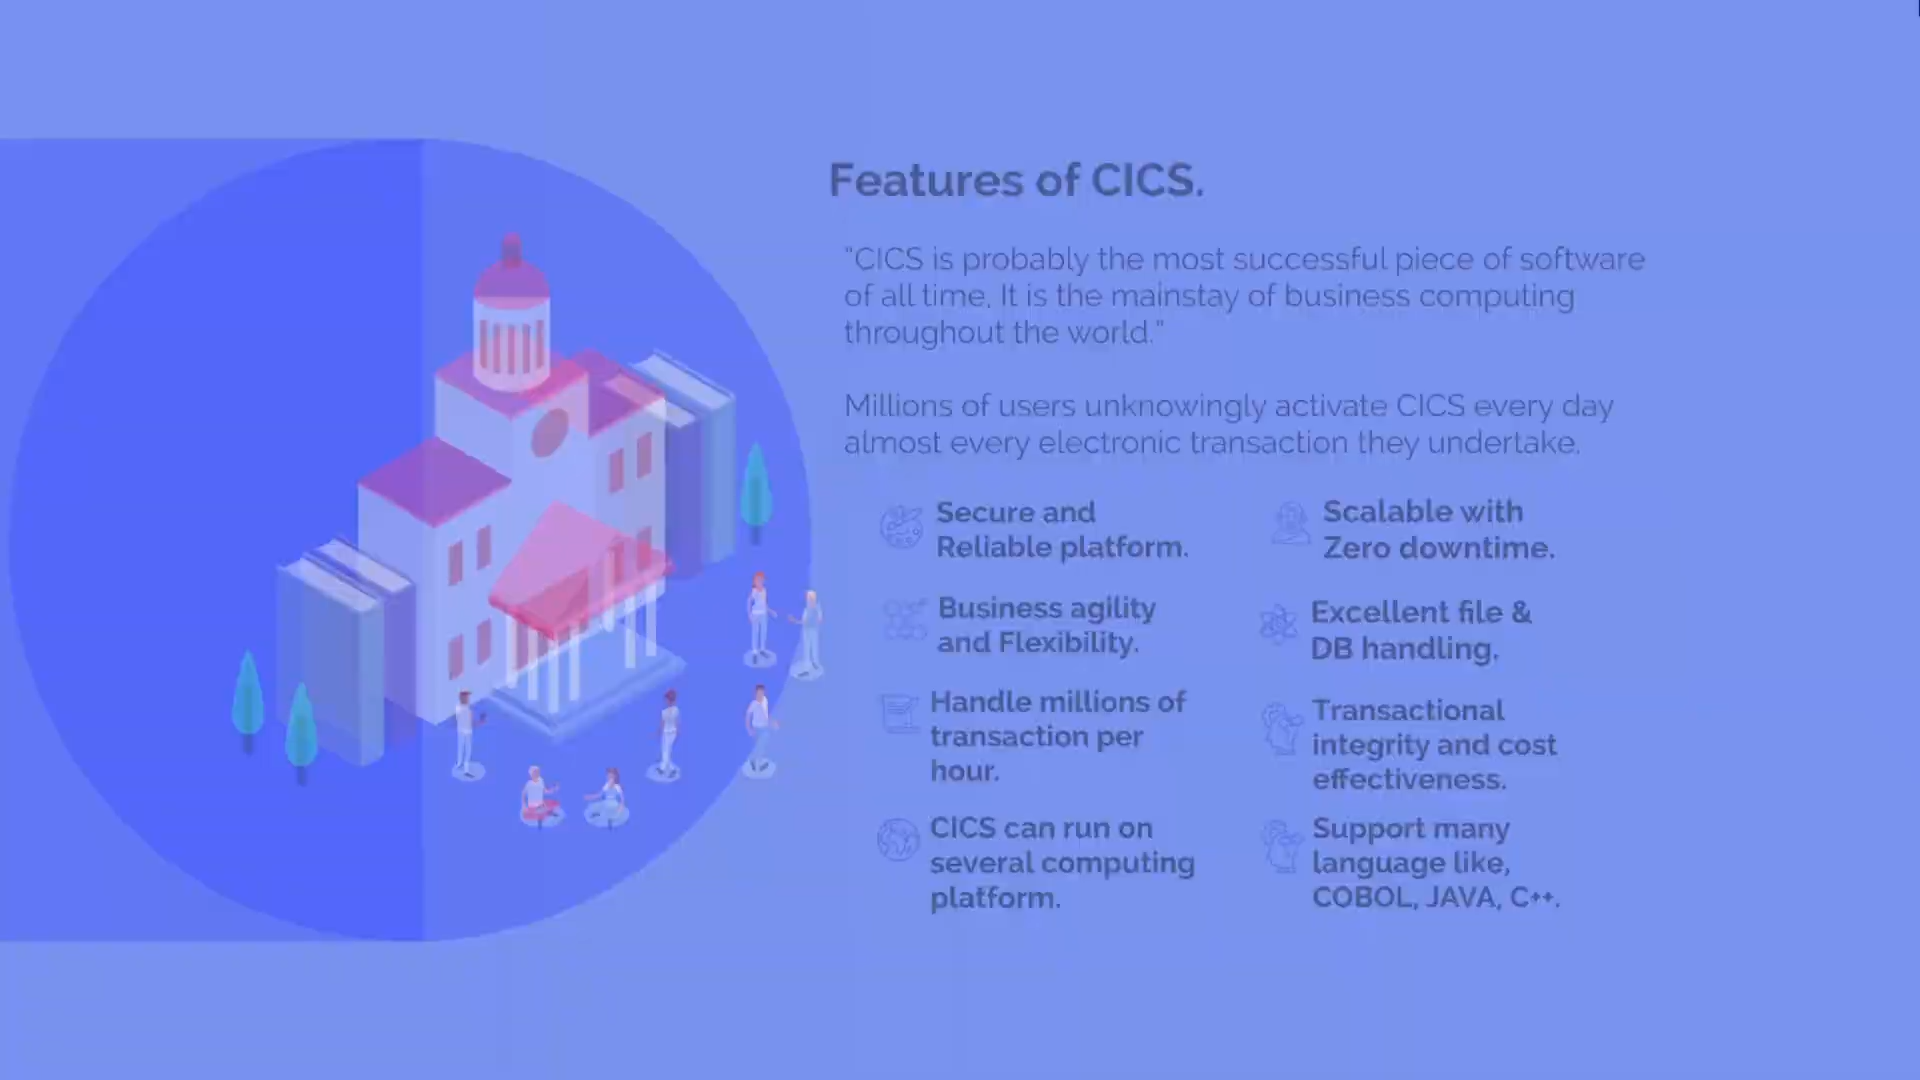 Features of CICS.
"CICS is probably the most successful piece of software
of all time, It is the mainstay of business computing
throughout the world."
Millions of users unknowingly activate CICS every day
almost every electronic transaction they undertake.
Secure and
Reliable platform.
Scalable with
Zero downtime.
Business agility
and Flexibility.
Excellent file &
DB handling.
Handle millions of
transaction per
hour.
Transactional
integrity and cost
effectiveness.
CICS can run on
several computing
platform.
Support many
language like,
COBOL, JAVA, C++.